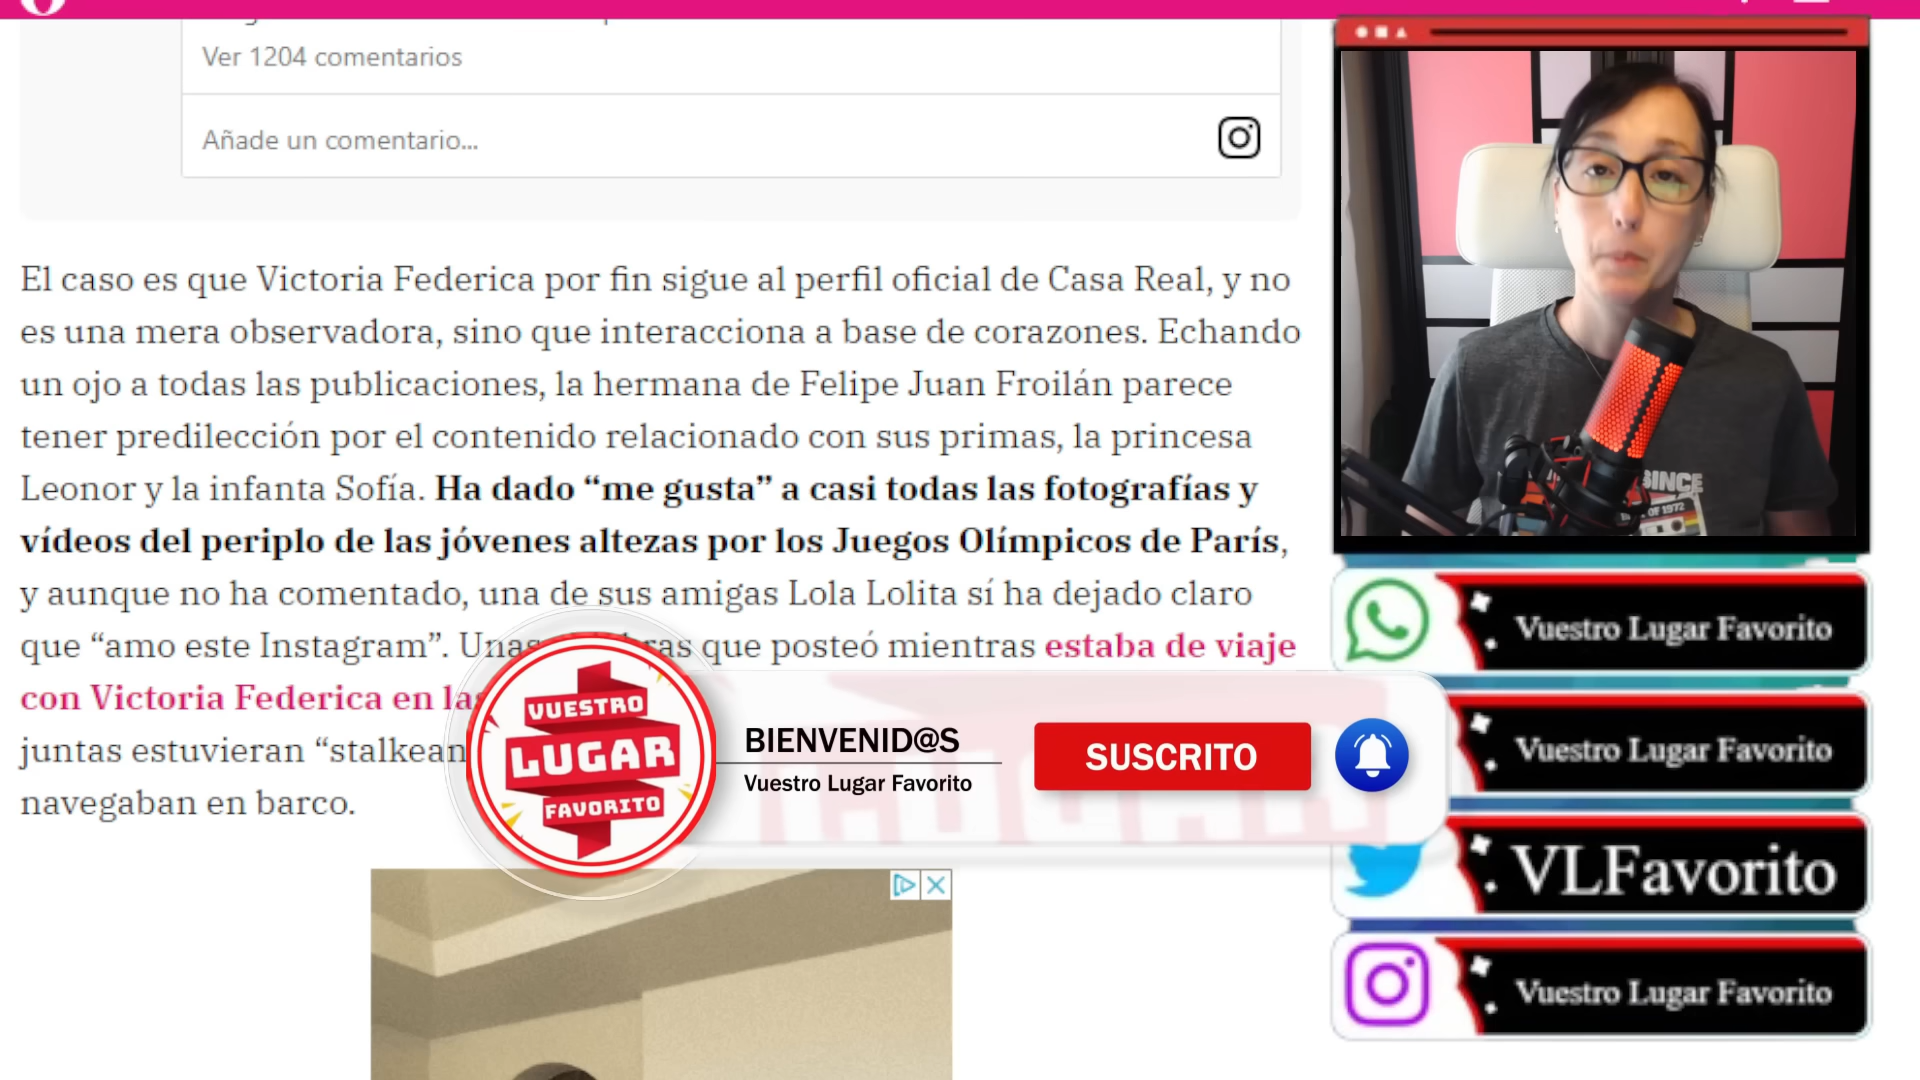 Ver 1204 comentarios
Añade un comentario...
El caso es que Victoria Federica por fin sigue al perfil oficial de Casa Real, y no
es una mera observadora, sino que interacciona a base de corazones. Echando
un ojo a todas las publicaciones, la hermana de Felipe Juan Froilán parece
tener predilección por el contenido relacionado con sus primas, la princesa
Leonor y la infanta Sofía. Ha dado “me gusta” a casi todas las fotografías y
vídeos del periplo de las jóvenes altezas por los Juegos Olímpicos de París,
y aunque no ha comentado, una de sus amigas Lola Lolita sí ha dejado claro
que “amo este Instagram”. que posteó mientras estaba de viaje
con Victoria Federica en
juntas estuvieran
navegaban en barco.
VUESTRO
LUGAR
FAVORITO
BIENVENID@S
Vuestro Lugar Favorito
SUSCRITO
SINCE
OF 1972
Vuestro Lugar Favorito
Vuestro Lugar Favorito
VLFavorito
Vuestro Lugar Favorito